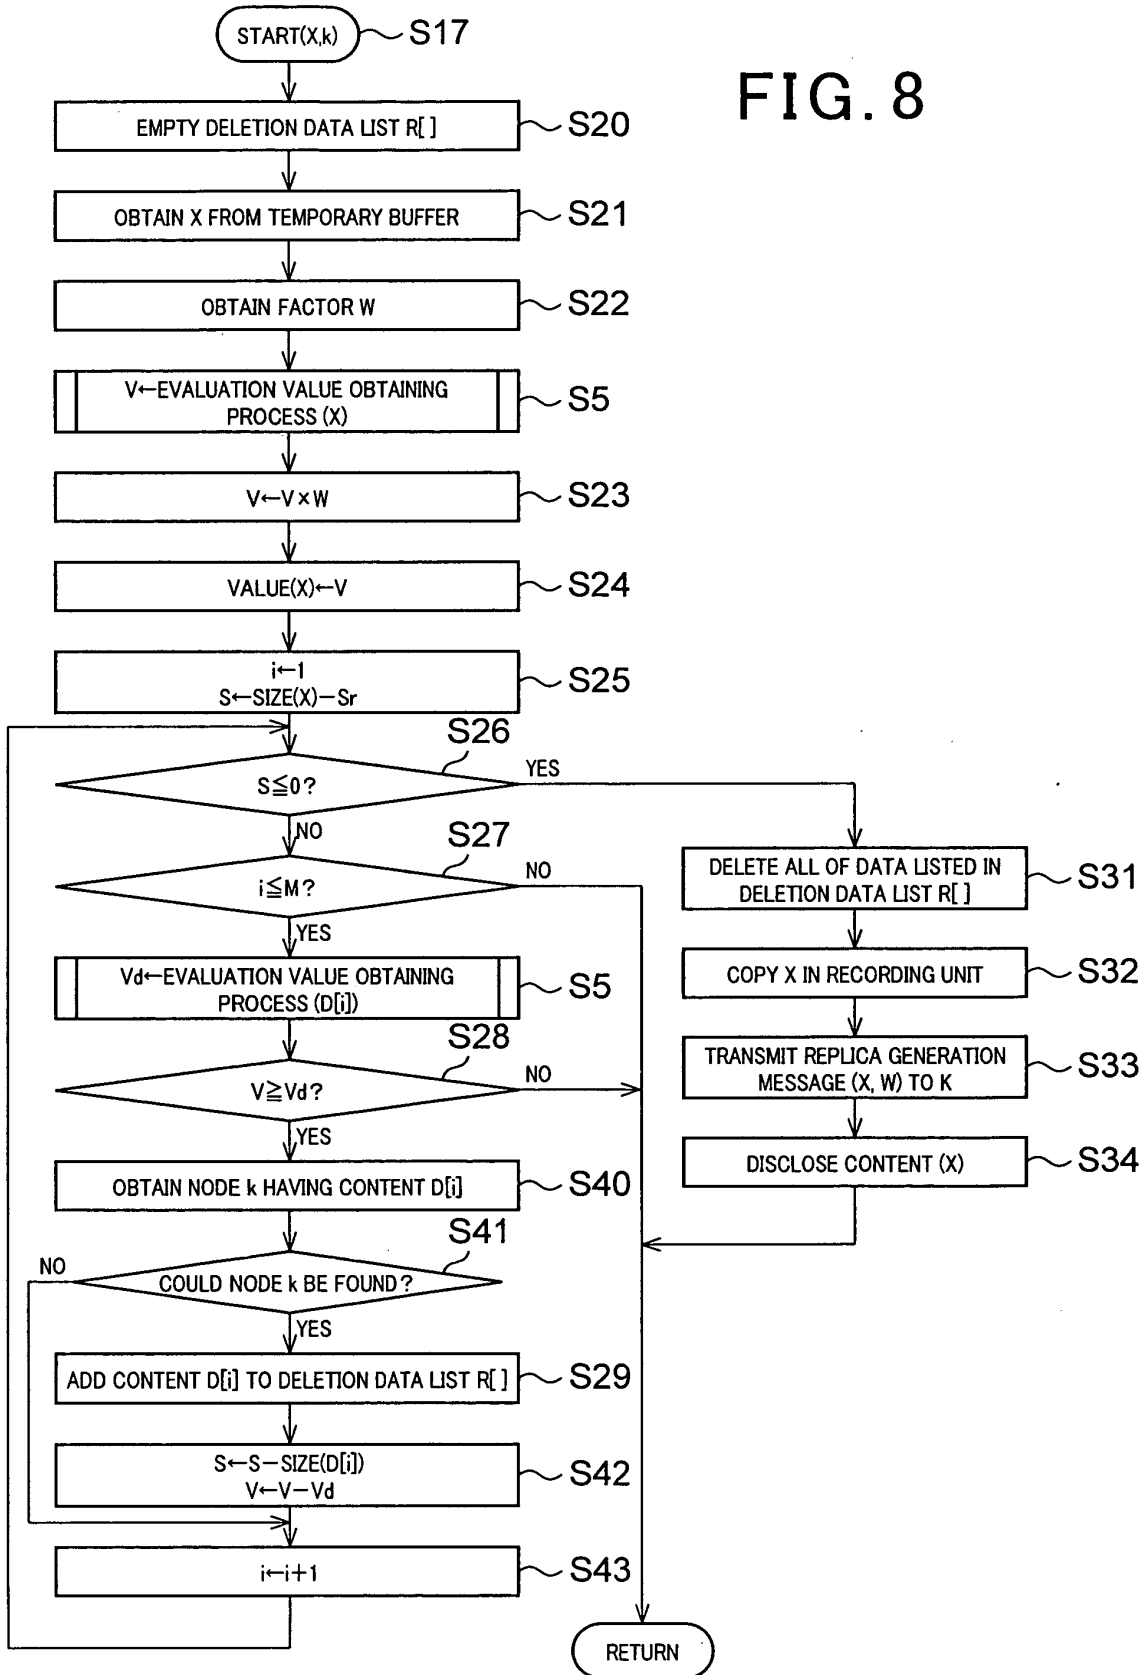 START(X,k)
S17
FIG. 8
EMPTY DELETION DATA LIST R[ ]
S20
OBTAIN X FROM TEMPORARY BUFFER
S21
OBTAIN FACTOR W
S22
V←EVALUATION VALUE OBTAINING
PROCESS (X)
S5
V←V×W
S23
VALUE(X)←V
S24
i←1
S←SIZE(X)−Sr
S25
S26
S≦0?
YES
NO
S27
i≦M?
NO
YES
Vd←EVALUATION VALUE OBTAINING
PROCESS (D[i])
S5
S28
V≧Vd?
NO
YES
OBTAIN NODE k HAVING CONTENT D[i]
S40
S41
COULD NODE k BE FOUND?
NO
YES
ADD CONTENT D[i] TO DELETION DATA LIST R[ ]
S29
S←S−SIZE(D[i])
V←V−Vd
S42
i←i+1
S43
DELETE ALL OF DATA LISTED IN
DELETION DATA LIST R[ ]
S31
COPY X IN RECORDING UNIT
S32
TRANSMIT REPLICA GENERATION
MESSAGE (X, W) TO K
S33
DISCLOSE CONTENT (X)
S34
RETURN